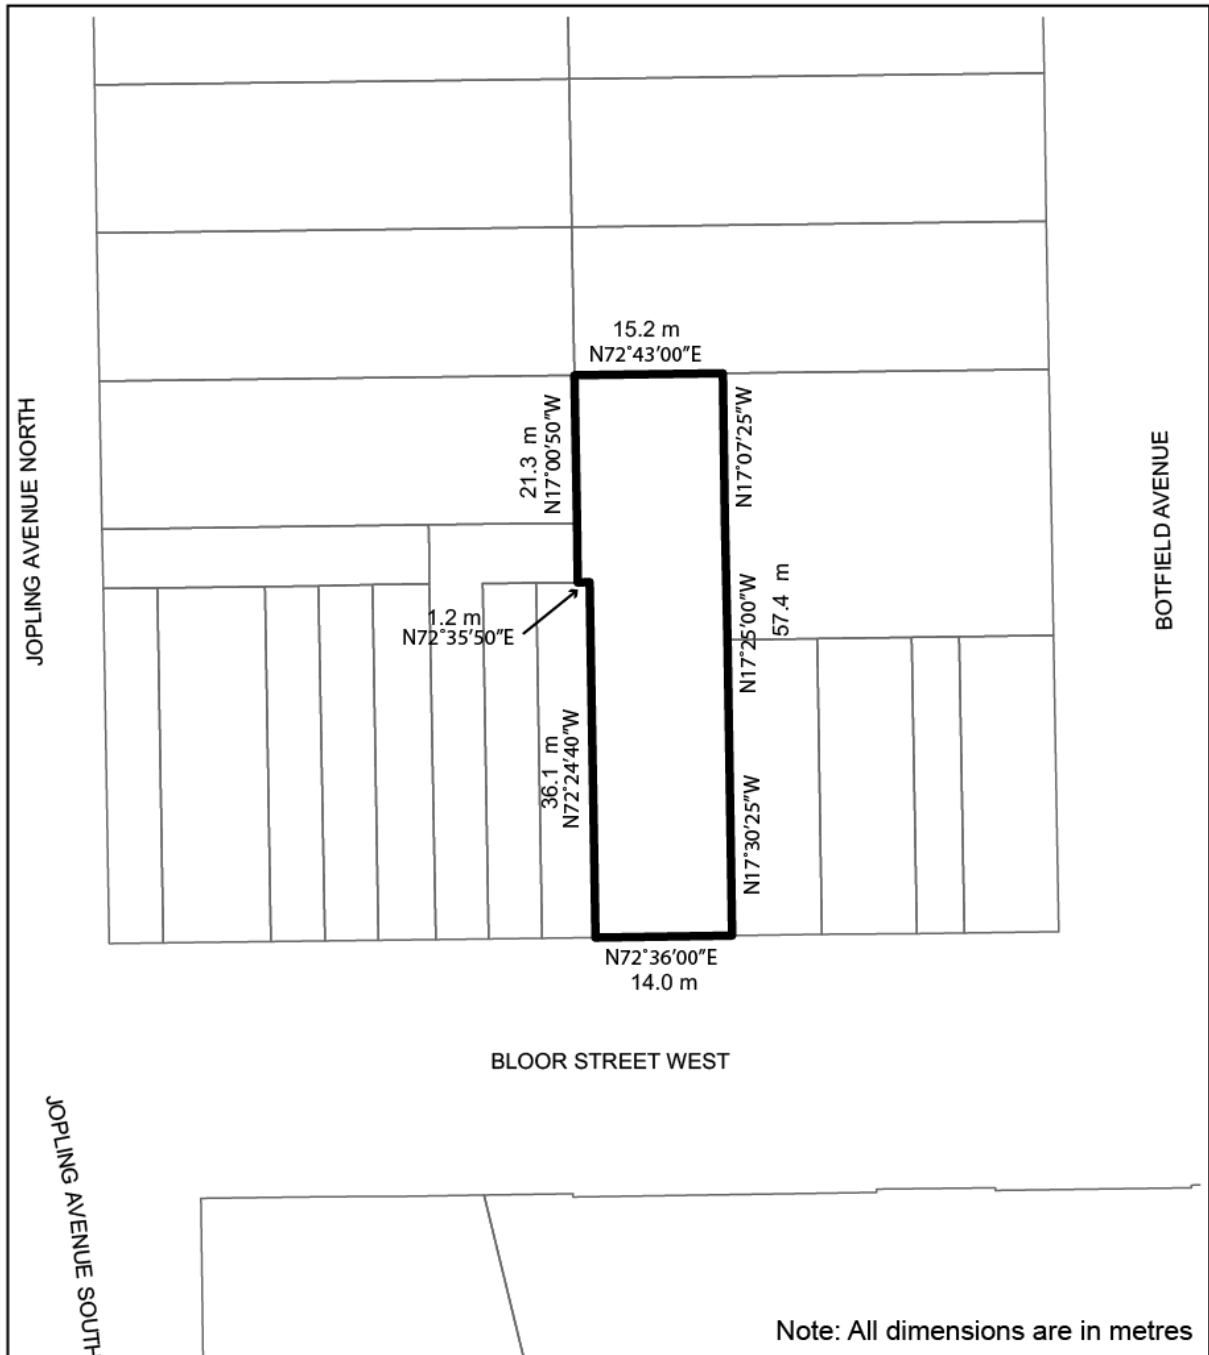 15.2 m
N72°43'00"E
JOPLING AVENUE NORTH
21.3 m
N17°00'50"W
N17°07'25"W
BOTFIELD AVENUE
1.2 m
N72°35'50"E
N17°25'00"W
57.4 m
36.1 m
N72°24'40"W
N17°30'25"W
N72°36'00"E
14.0 m
BLOOR STREET WEST
JOPLING AVENUE SOUTH
Note: All dimensions are in metres